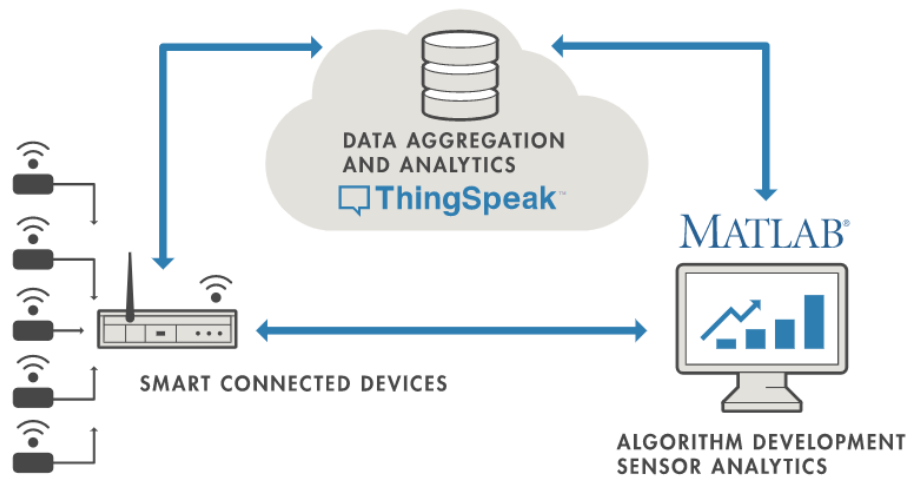 DATA AGGREGATION
AND ANALYTICS
ThingSpeak™
MATLAB®
SMART CONNECTED DEVICES
ALGORITHM DEVELOPMENT
SENSOR ANALYTICS